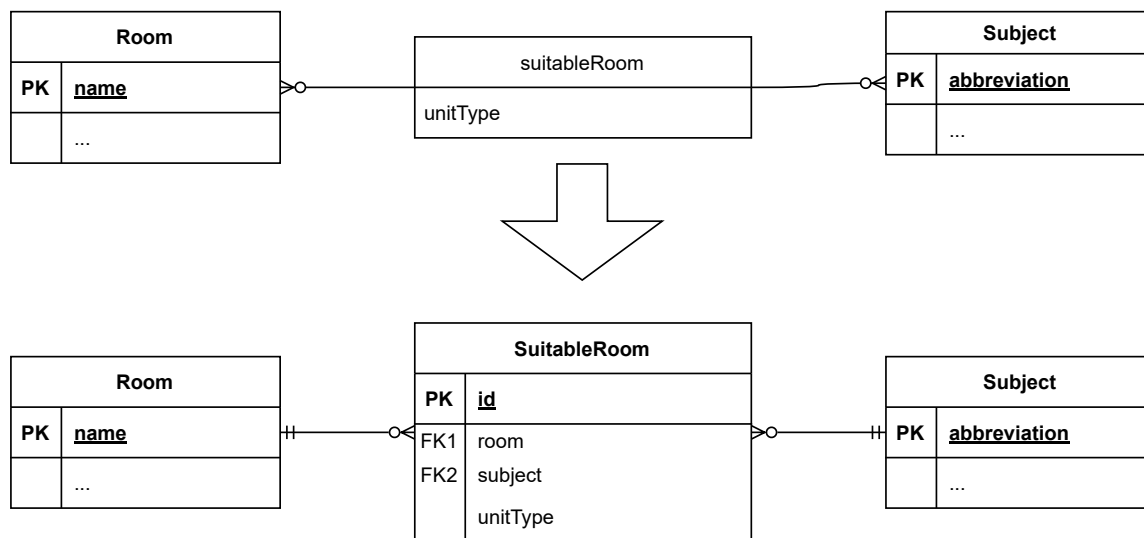 Room
PK name
...
suitableRoom
unitType
Subject
PK abbreviation
...
Room
PK name
...
SuitableRoom
PK id
FK1 room
FK2 subject
unitType
Subject
PK abbreviation
...